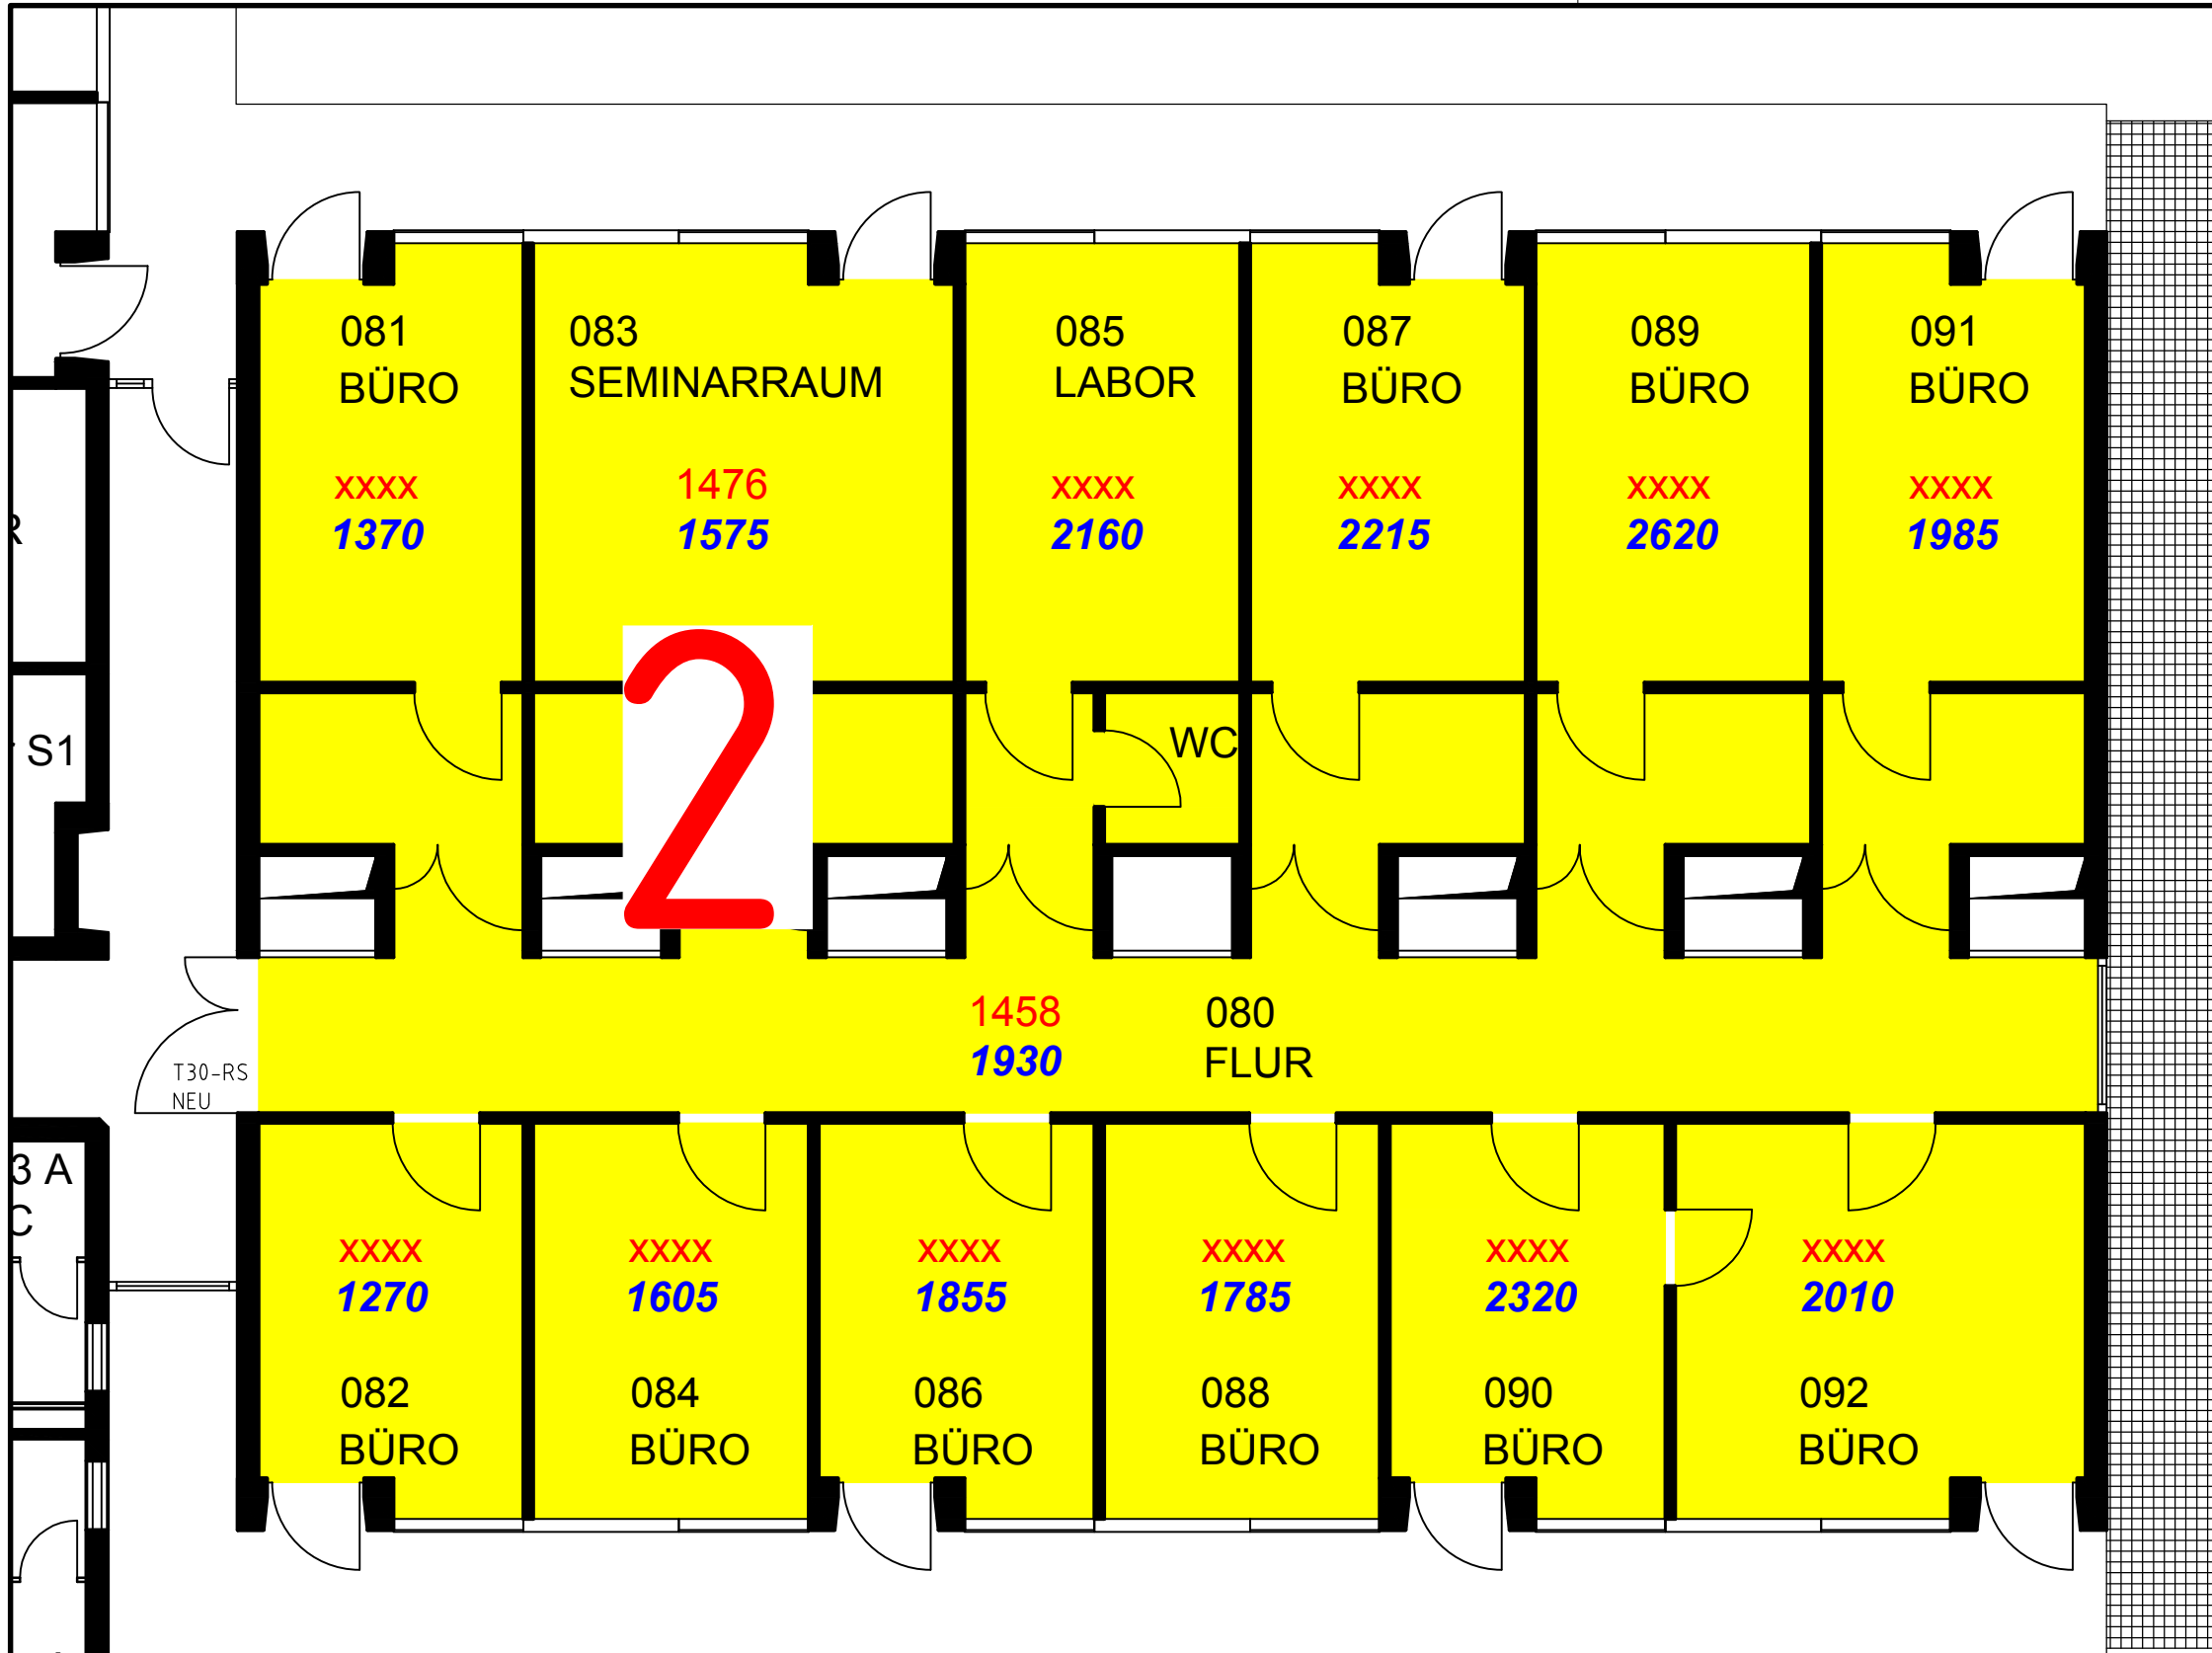 081
BÜRO
xxxx
1370
083
SEMINARRAUM
1476
1575
085
LABOR
xxxx
2160
087
BÜRO
xxxx
2215
089
BÜRO
xxxx
2620
091
BÜRO
xxxx
1985
R
S1
2
WC
1458
1930
080
FLUR
T30-RS
NEU
3 A
C
xxxx
1270
082
BÜRO
xxxx
1605
084
BÜRO
xxxx
1855
086
BÜRO
xxxx
1785
088
BÜRO
xxxx
2320
090
BÜRO
xxxx
2010
092
BÜRO